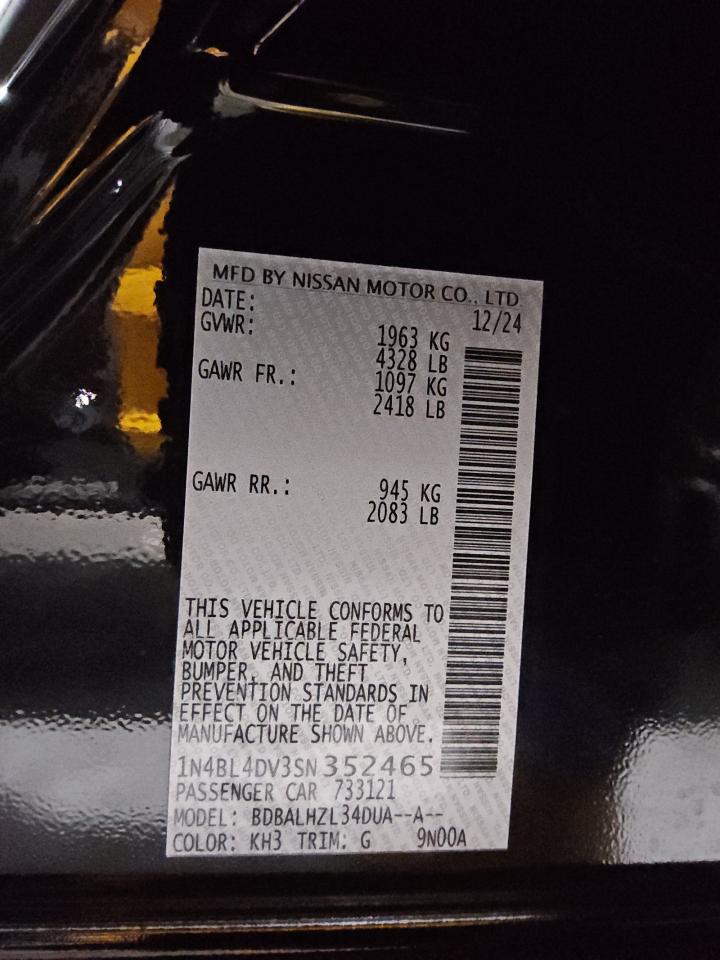 MFD BY NISSAN MOTOR CO., LTD
DATE: 12/24
GVWR: 1963 KG
4328 LB
GAWR FR.: 1097 KG
2418 LB
GAWR RR.: 945 KG
2083 LB
THIS VEHICLE CONFORMS TO
ALL APPLICABLE FEDERAL
MOTOR VEHICLE SAFETY,
BUMPER, AND THEFT
PREVENTION STANDARDS IN
EFFECT ON THE DATE OF
MANUFACTURE SHOWN ABOVE.
1N4BL4DV3SN352465
PASSENGER CAR 733121
MODEL: BDBALHZL34DUA--A--
COLOR: KH3 TRIM: G 9N00A